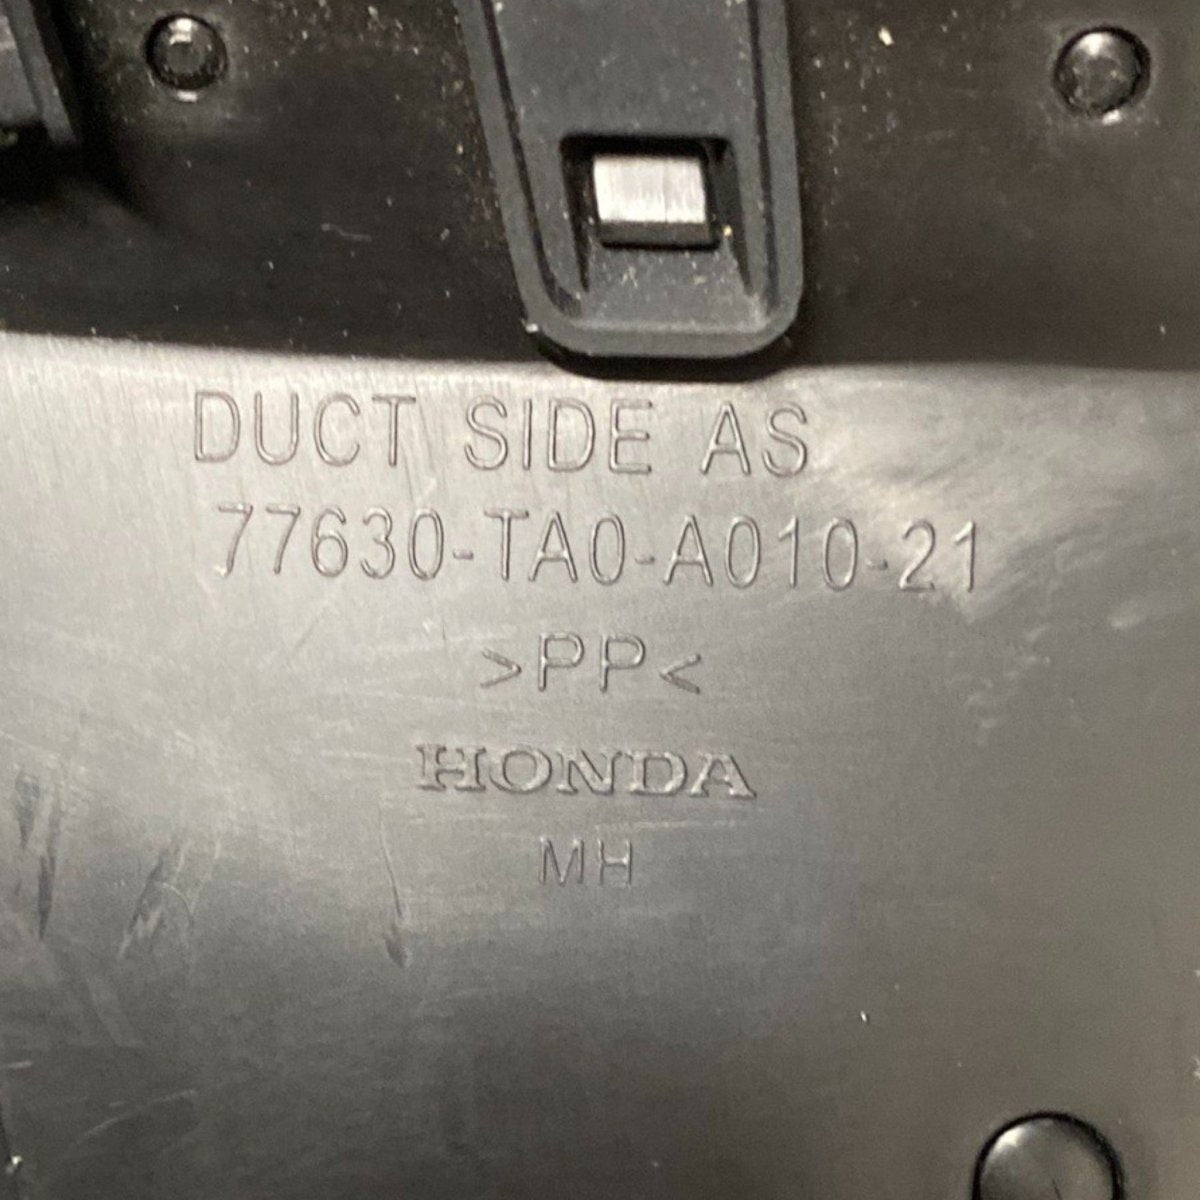 DUCT SIDE AS
77630-TA0-A010-21
>PP<
HONDA
MH